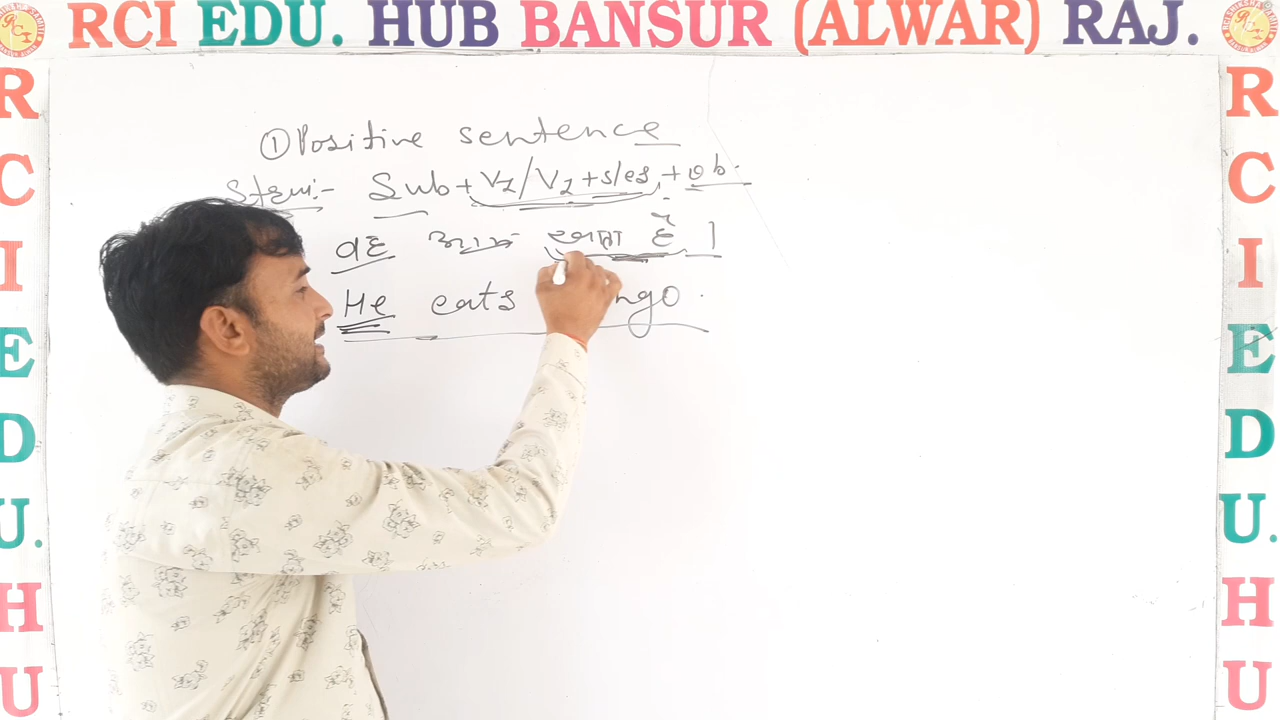 RCI EDU. HUB BANSUR (ALWAR) RAJ.
① Positive sentence
Stru:- Sub + V1/V1+s/es + ob.
वह आम खाता है ।
He eats ngo.
R
C
I
E
D
U.
H
U
R
C
I
E
D
U.
H
U